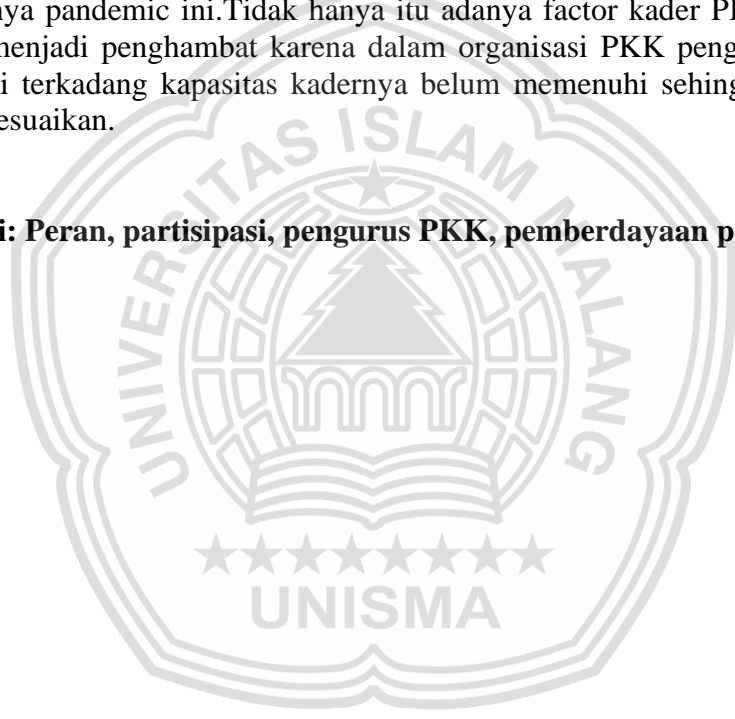 nya pandemic ini.Tidak hanya itu adanya factor kader P
menjadi penghambat karena dalam organisasi PKK peng
i terkadang kapasitas kadernya belum memenuhi sehing
esuaikan.
i: Peran, partisipasi, pengurus PKK, pemberdayaan p
UNIVERSITAS ISLAM MALANG
UNISMA